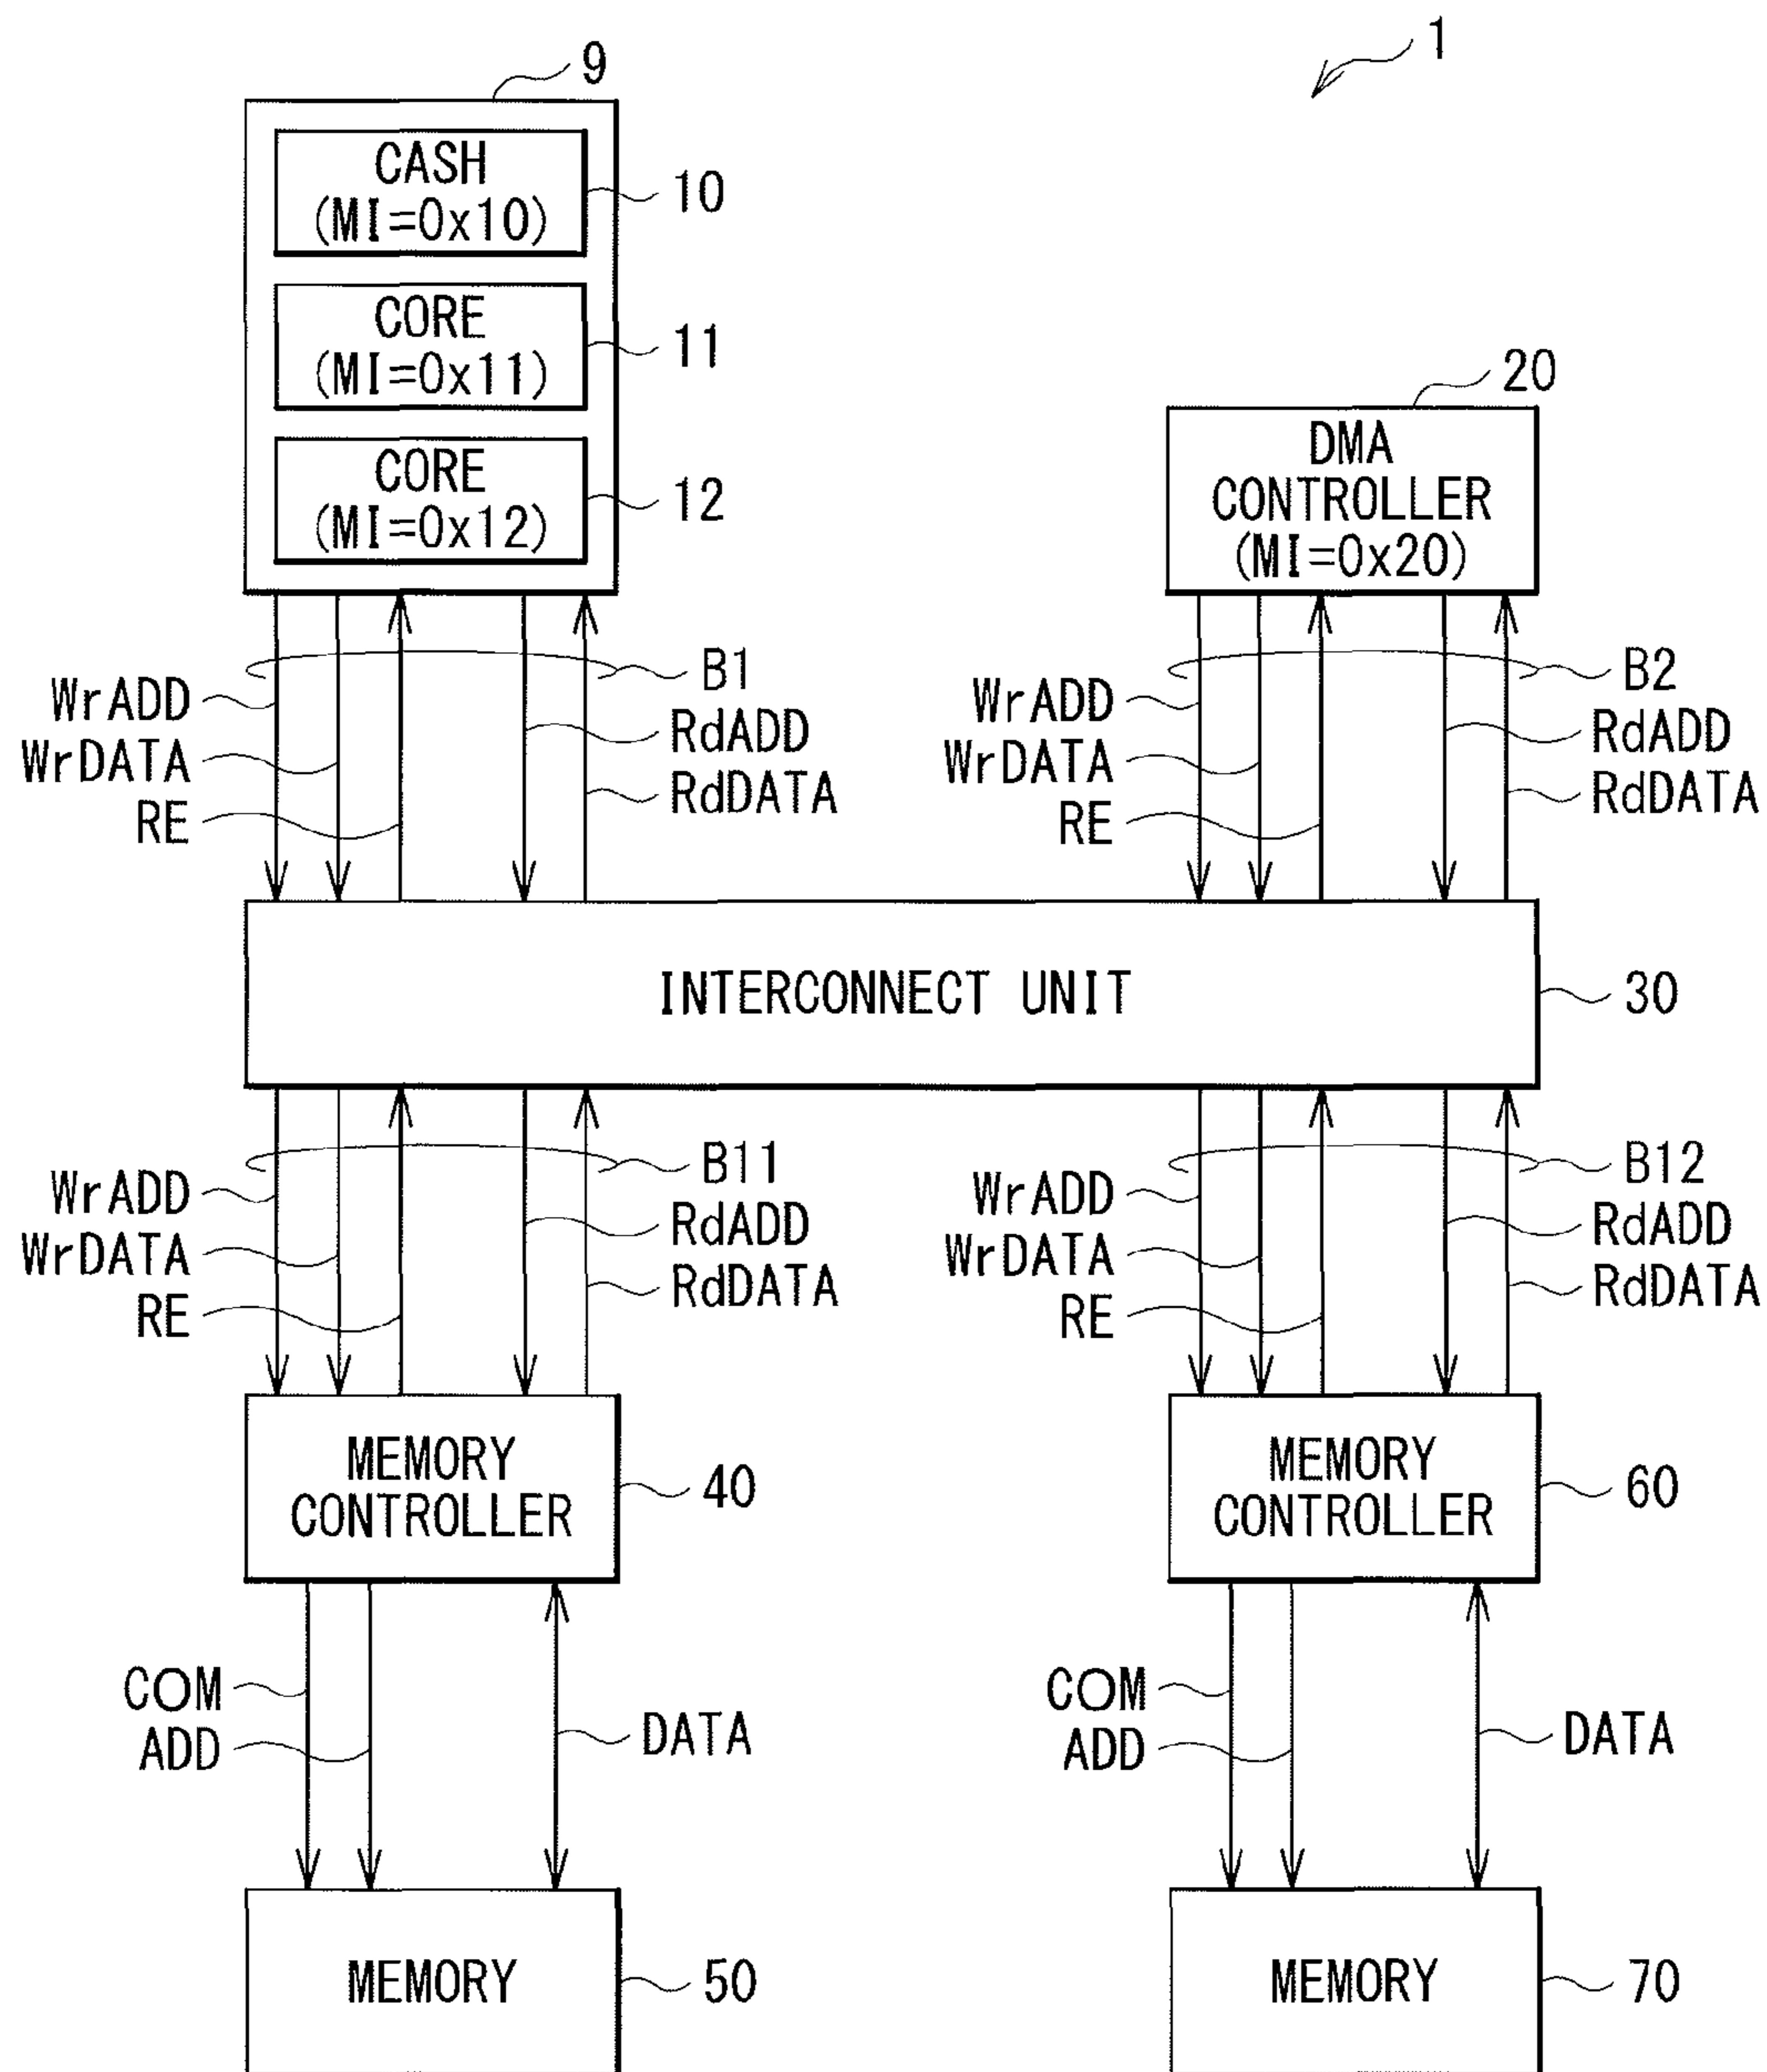 1
9
CASH
(MI=0x10)
10
CORE
(MI=0x11)
11
CORE
(MI=0x12)
12
20
DMA
CONTROLLER
(MI=0x20)
B1
WrADD
RdADD
WrDATA
RdDATA
RE
B2
WrADD
RdADD
WrDATA
RdDATA
RE
INTERCONNECT UNIT
30
B11
WrADD
RdADD
WrDATA
RdDATA
RE
B12
WrADD
RdADD
WrDATA
RdDATA
RE
MEMORY
CONTROLLER
40
MEMORY
CONTROLLER
60
COM
ADD
DATA
COM
ADD
DATA
MEMORY
50
MEMORY
70